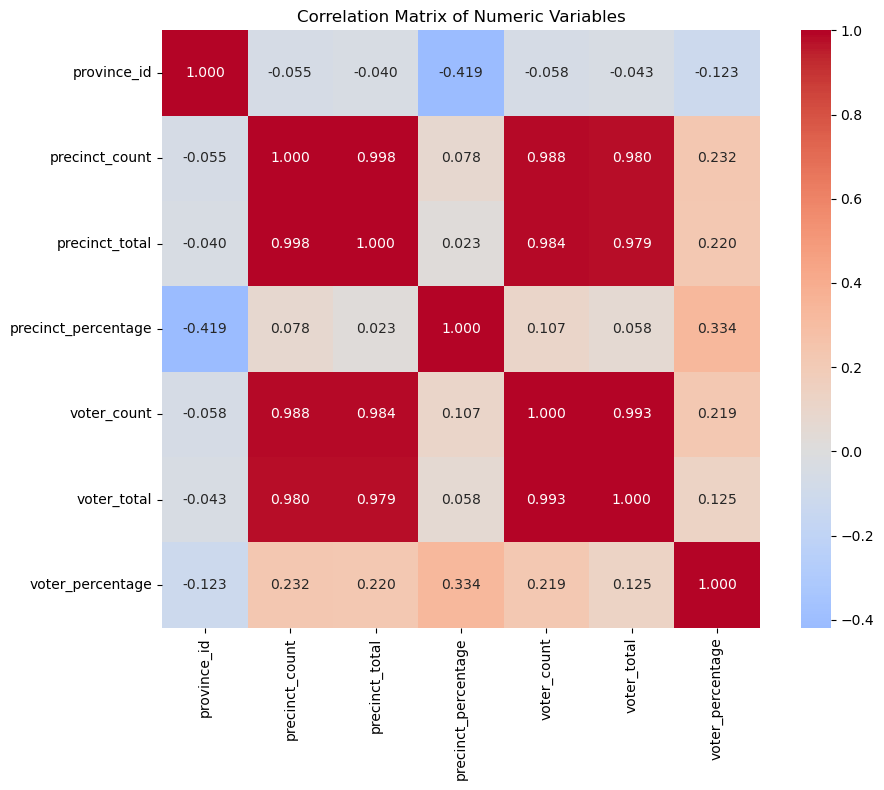 Correlation Matrix of Numeric Variables
province_id 1.000 -0.055 -0.040 -0.419 -0.058 -0.043 -0.123
precinct_count -0.055 1.000 0.998 0.078 0.988 0.980 0.232
precinct_total -0.040 0.998 1.000 0.023 0.984 0.979 0.220
precinct_percentage -0.419 0.078 0.023 1.000 0.107 0.058 0.334
voter_count -0.058 0.988 0.984 0.107 1.000 0.993 0.219
voter_total -0.043 0.980 0.979 0.058 0.993 1.000 0.125
voter_percentage -0.123 0.232 0.220 0.334 0.219 0.125 1.000
province_id
precinct_count
precinct_total
precinct_percentage
voter_count
voter_total
voter_percentage
1.0
0.8
0.6
0.4
0.2
0.0
−0.2
−0.4